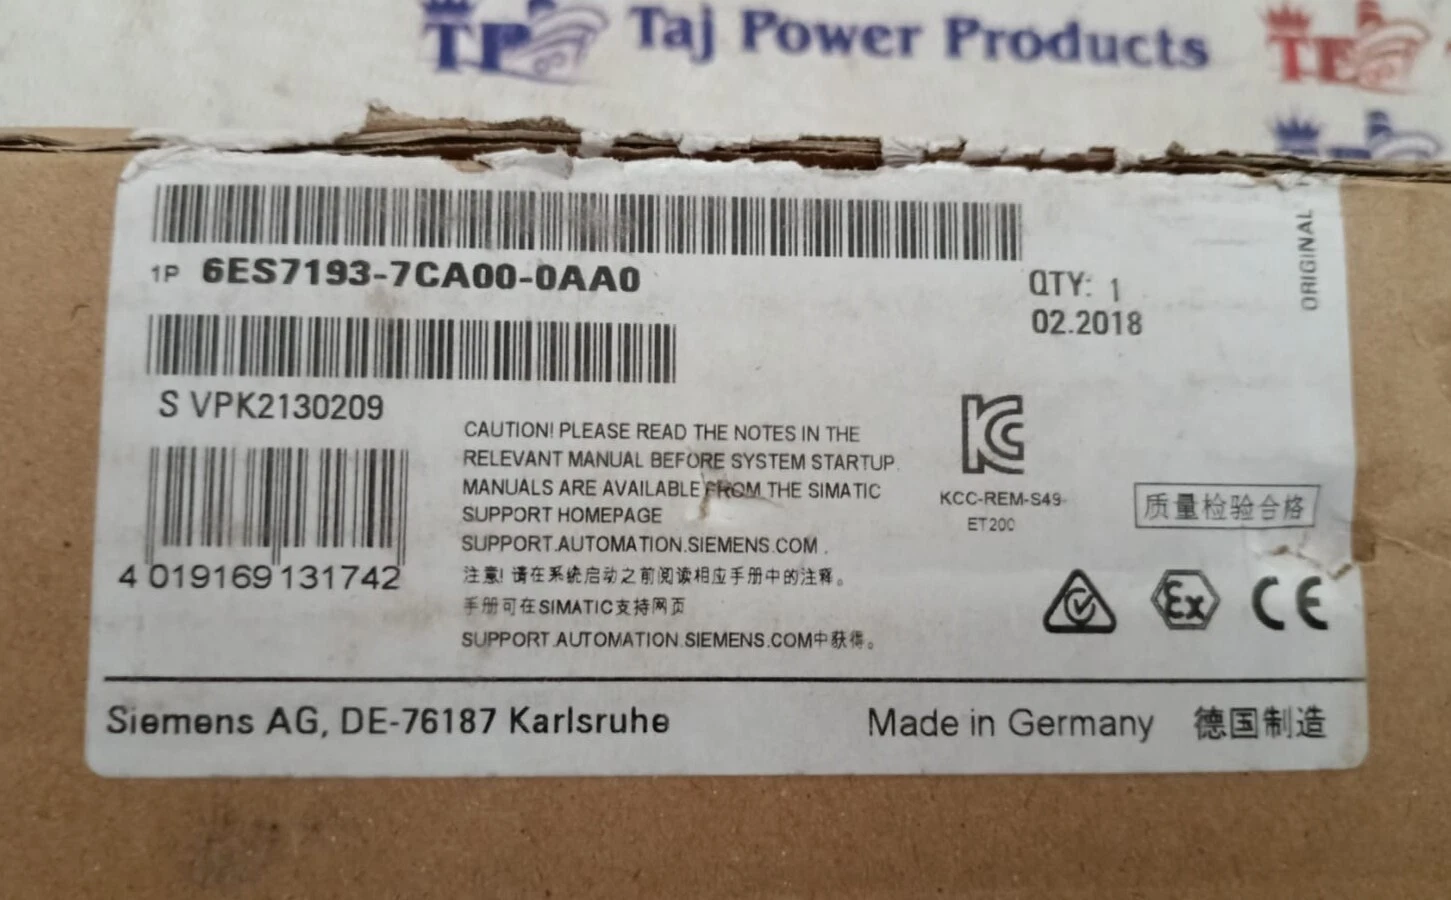 TP Taj Power Products TP
ORIGINAL
1P 6ES7193-7CA00-0AA0
QTY: 1
02.2018
S VPK2130209
CAUTION! PLEASE READ THE NOTES IN THE
RELEVANT MANUAL BEFORE SYSTEM STARTUP.
MANUALS ARE AVAILABLE FROM THE SIMATIC
SUPPORT HOMEPAGE
SUPPORT.AUTOMATION.SIEMENS.COM .
注意! 请在系统启动之前阅读相应手册中的注释。
手册可在SIMATIC支持网页
SUPPORT.AUTOMATION.SIEMENS.COM中获得。
KCC-REM-S49-
ET200
质量检验合格
4 019169 131742
Ex CE
Siemens AG, DE-76187 Karlsruhe
Made in Germany 德国制造